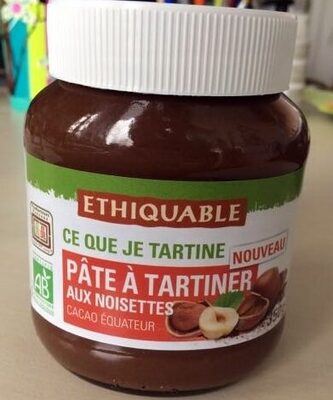 ETHIQUABLE
CE QUE JE TARTINE
NOUVEAU
PÂTE À TARTINER
AUX NOISETTES
CACAO ÉQUATEUR
AB